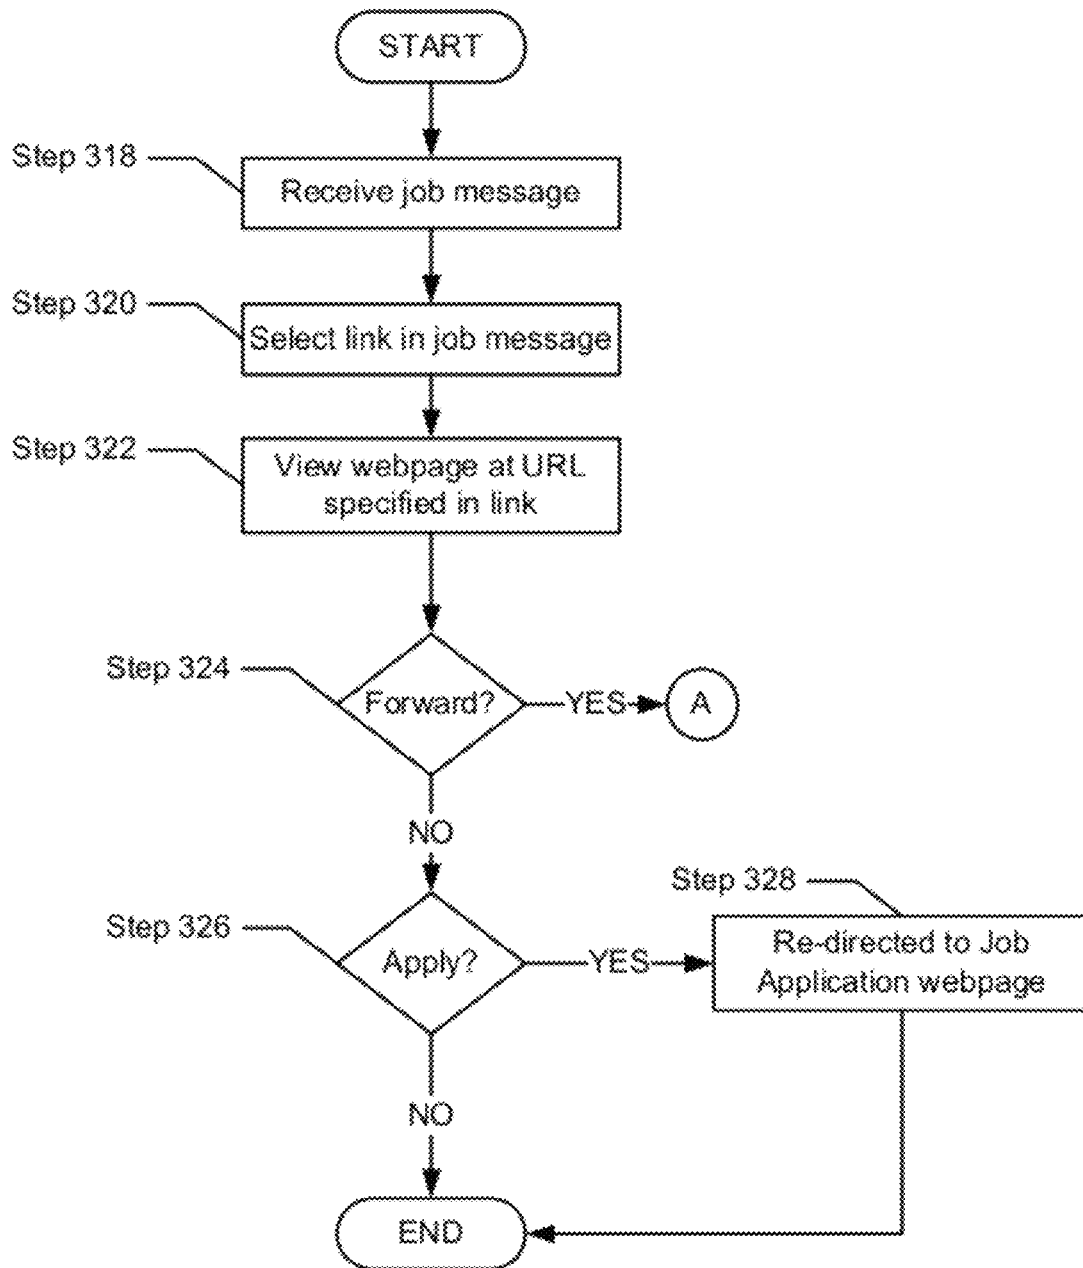 START
Step 318
Receive job message
Step 320
Select link in job message
Step 322
View webpage at URL
specified in link
Step 324
Forward?
YES
A
NO
Step 328
Step 326
Apply?
YES
Re-directed to Job
Application webpage
NO
END